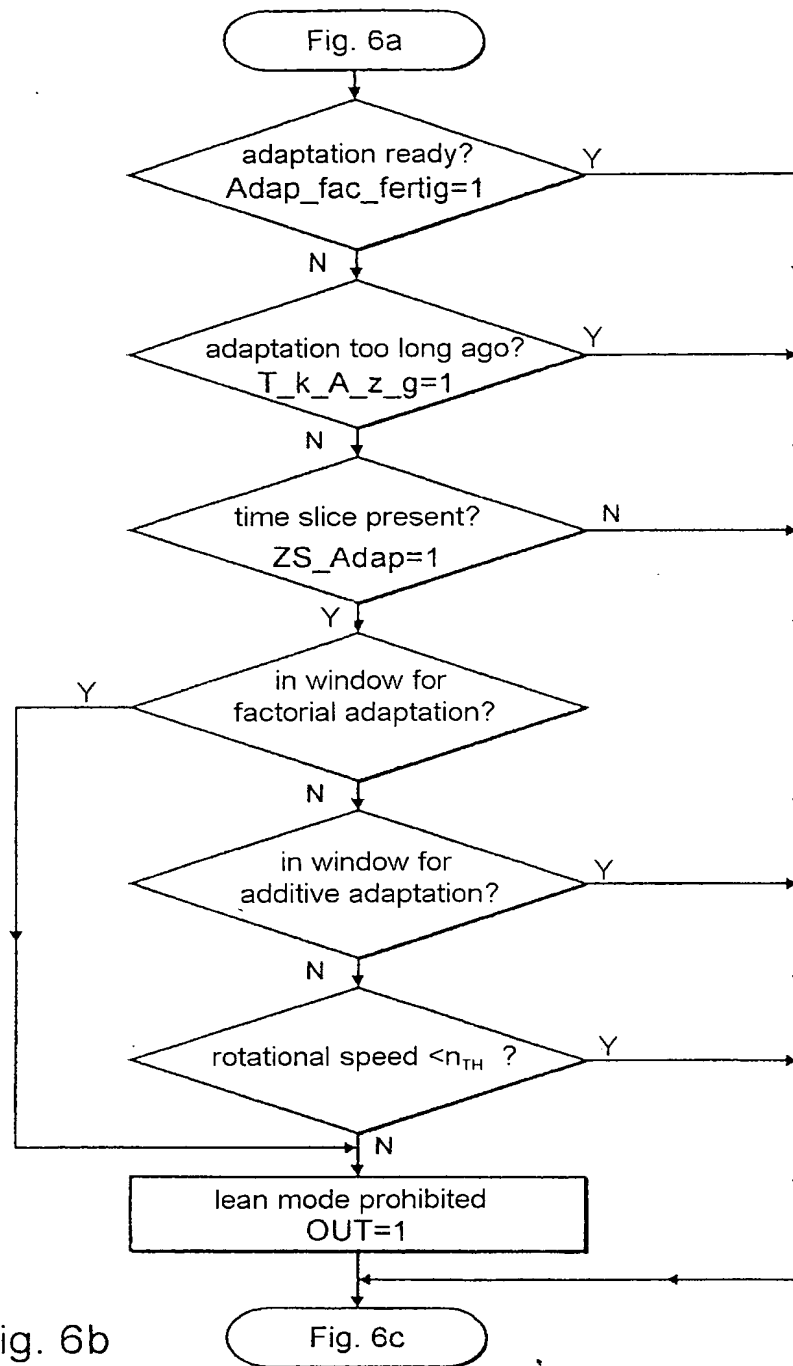 Fig. 6a
adaptation ready?
Adap_fac_fertig=1
Y
N
adaptation too long ago?
T_k_A_z_g=1
Y
N
time slice present?
ZS_Adap=1
N
Y
in window for
factorial adaptation?
Y
N
in window for
additive adaptation?
Y
N
rotational speed <nTH ?
Y
N
lean mode prohibited
OUT=1
ig. 6b
Fig. 6c